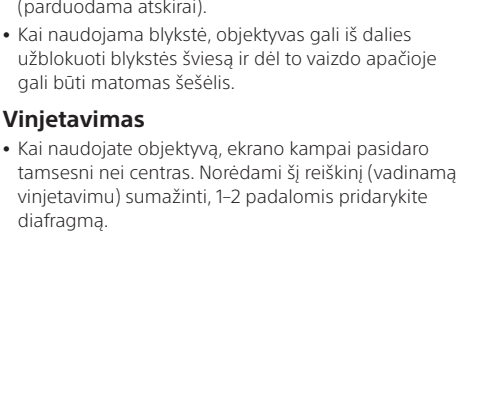 (parduodama atskirai).
• Kai naudojama blykstė, objektyvas gali iš dalies
užblokuoti blykstės šviesą ir dėl to vaizdo apačioje
gali būti matomas šešėlis.
Vinjetavimas
• Kai naudojate objektyvą, ekrano kampai pasidaro
tamsesni nei centras. Norėdami šį reiškinį (vadinamą
vinjetavimu) sumažinti, 1–2 padalomis pridarykite
diafragmą.